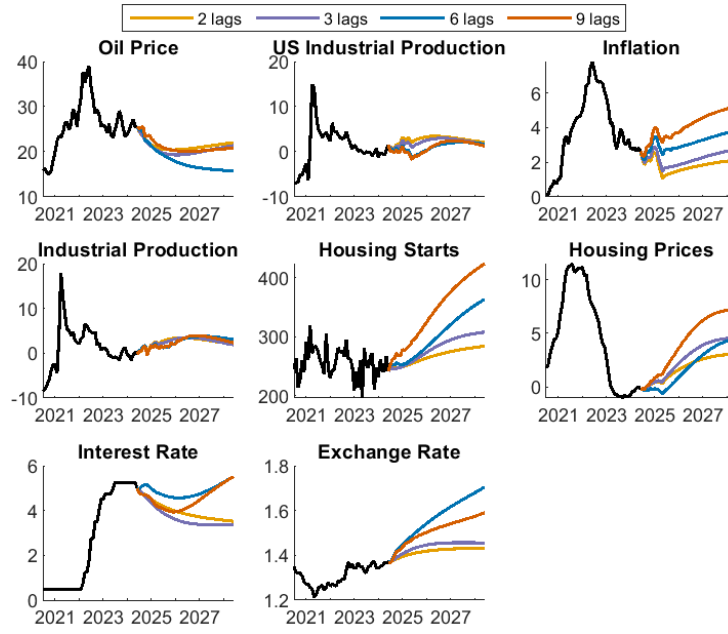 2 lags 3 lags 6 lags 9 lags
Oil Price
40
30
20
10
2021 2023 2025 2027
US Industrial Production
20
10
0
-10
2021 2023 2025 2027
Inflation
6
4
2
0
2021 2023 2025 2027
Industrial Production
20
10
0
-10
2021 2023 2025 2027
Housing Starts
400
300
200
2021 2023 2025 2027
Housing Prices
10
5
0
2021 2023 2025 2027
Interest Rate
6
4
2
0
2021 2023 2025 2027
Exchange Rate
1.8
1.6
1.4
1.2
2021 2023 2025 2027